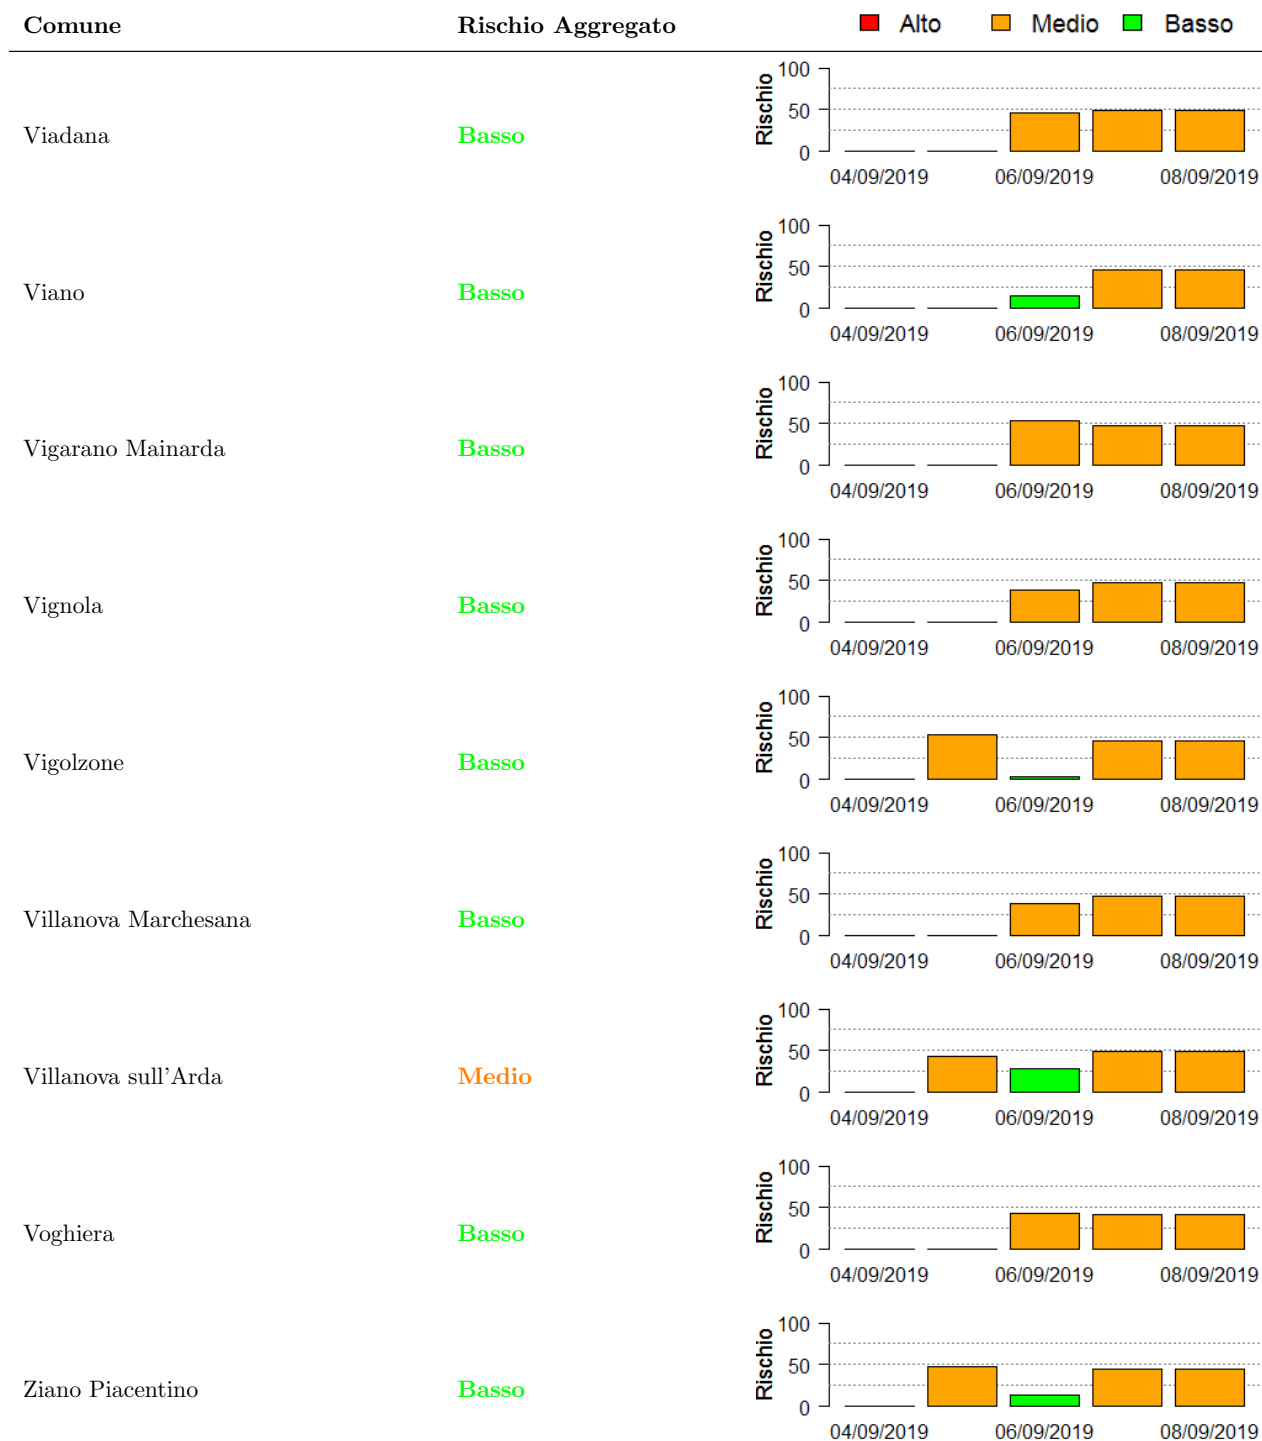 Comune Rischio Aggregato Alto Medio Basso
100
50
0
Rischio
Viadana Basso
04/09/2019 06/09/2019 08/09/2019
100
50
0
Rischio
Viano Basso
04/09/2019 06/09/2019 08/09/2019
100
50
0
Rischio
Vigarano Mainarda Basso
04/09/2019 06/09/2019 08/09/2019
100
50
0
Rischio
Vignola Basso
04/09/2019 06/09/2019 08/09/2019
100
50
0
Rischio
Vigolzone Basso
04/09/2019 06/09/2019 08/09/2019
100
50
0
Rischio
Villanova Marchesana Basso
04/09/2019 06/09/2019 08/09/2019
100
50
0
Rischio
Villanova sull'Arda Medio
04/09/2019 06/09/2019 08/09/2019
100
50
0
Rischio
Voghiera Basso
04/09/2019 06/09/2019 08/09/2019
100
50
0
Rischio
Ziano Piacentino Basso
04/09/2019 06/09/2019 08/09/2019